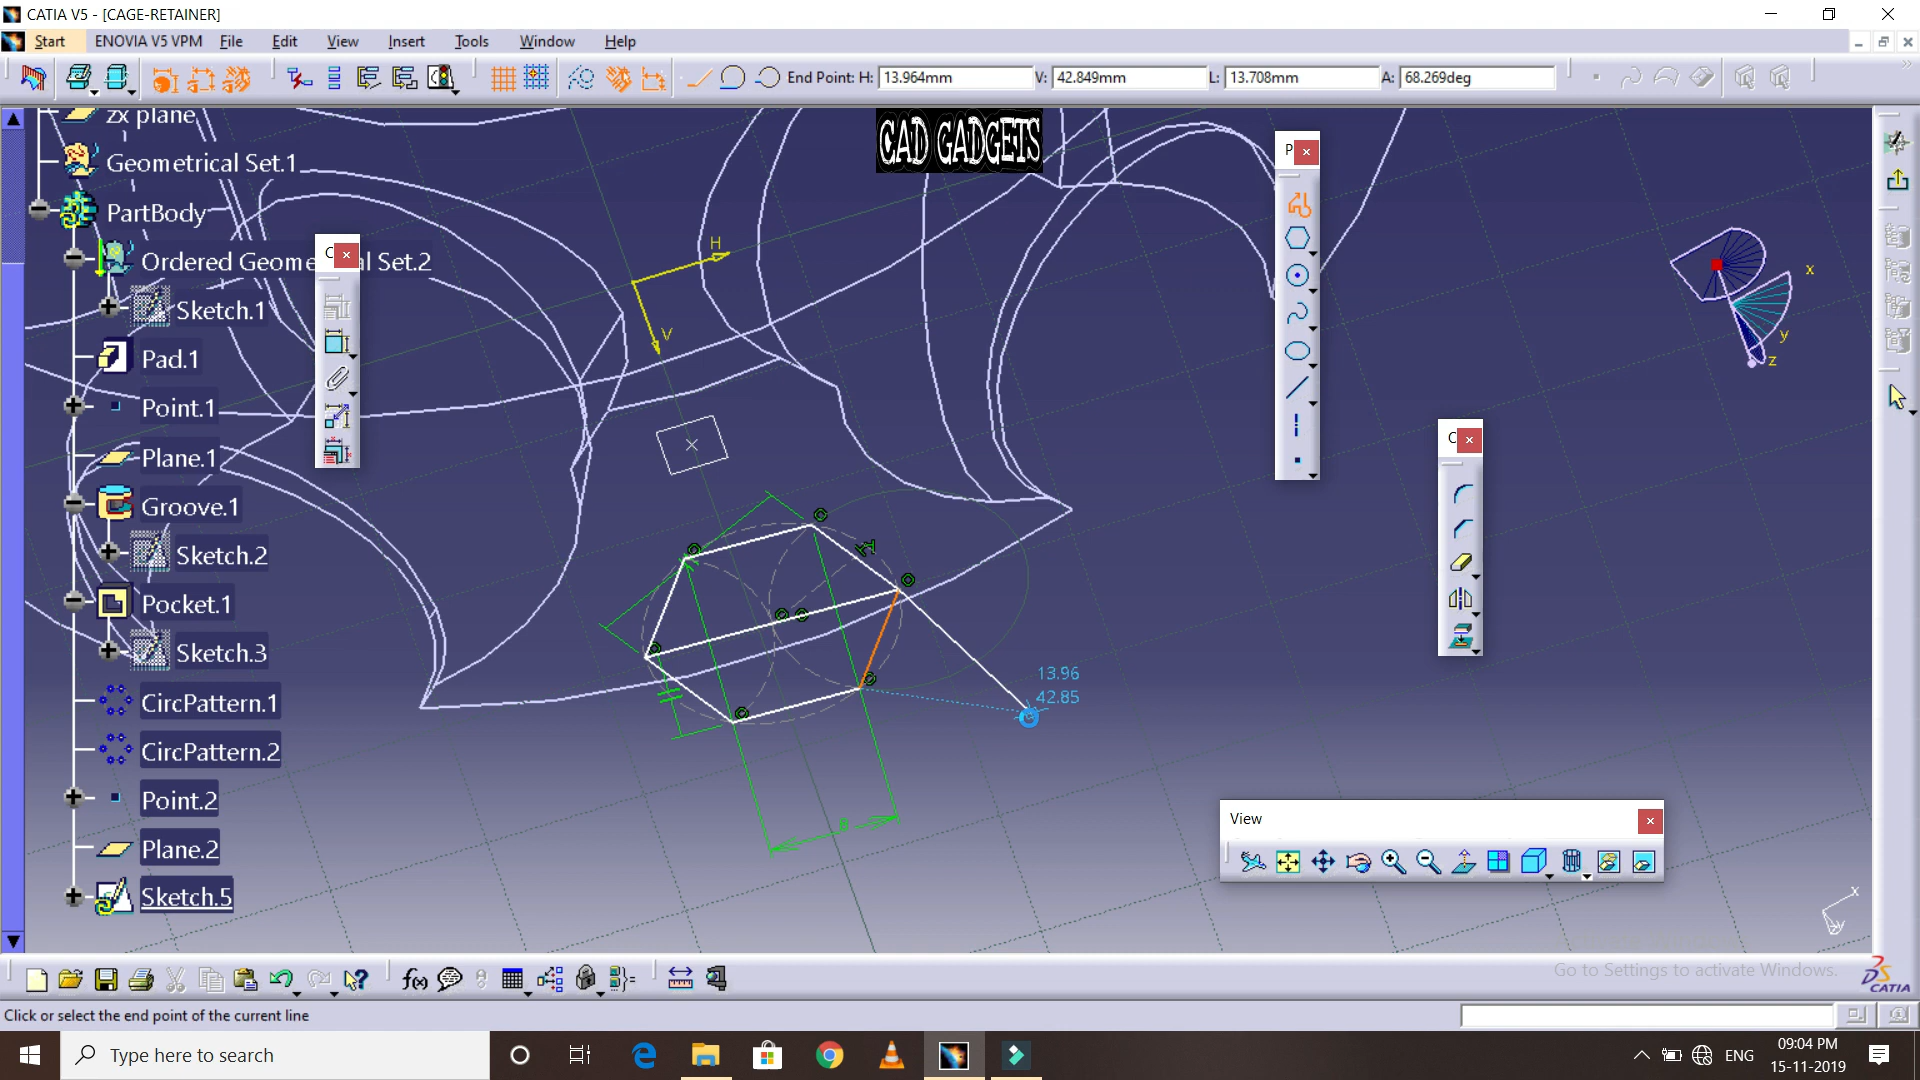 CATIA V5 - [CAGE-RETAINER]
Start ENOVIA V5 VPM File Edit View Insert Tools Window Help
End Point: H: 13.964mm V: 42.849mm L: 13.708mm A: 68.269deg
CAD GADGETS
zx plane
Geometrical Set.1
PartBody
Ordered Geome al Set.2
Sketch.1
Pad.1
Point.1
Plane.1
Groove.1
Sketch.2
Pocket.1
Sketch.3
CircPattern.1
CircPattern.2
Point.2
Plane.2
Sketch.5
C
P
C
H
V
x
y
z
13.96
42.85
8
View
x
y
Go to Settings to activate Windows.
CATIA
f(x)
Click or select the end point of the current line
Type here to search
ENG
09:04 PM
15-11-2019